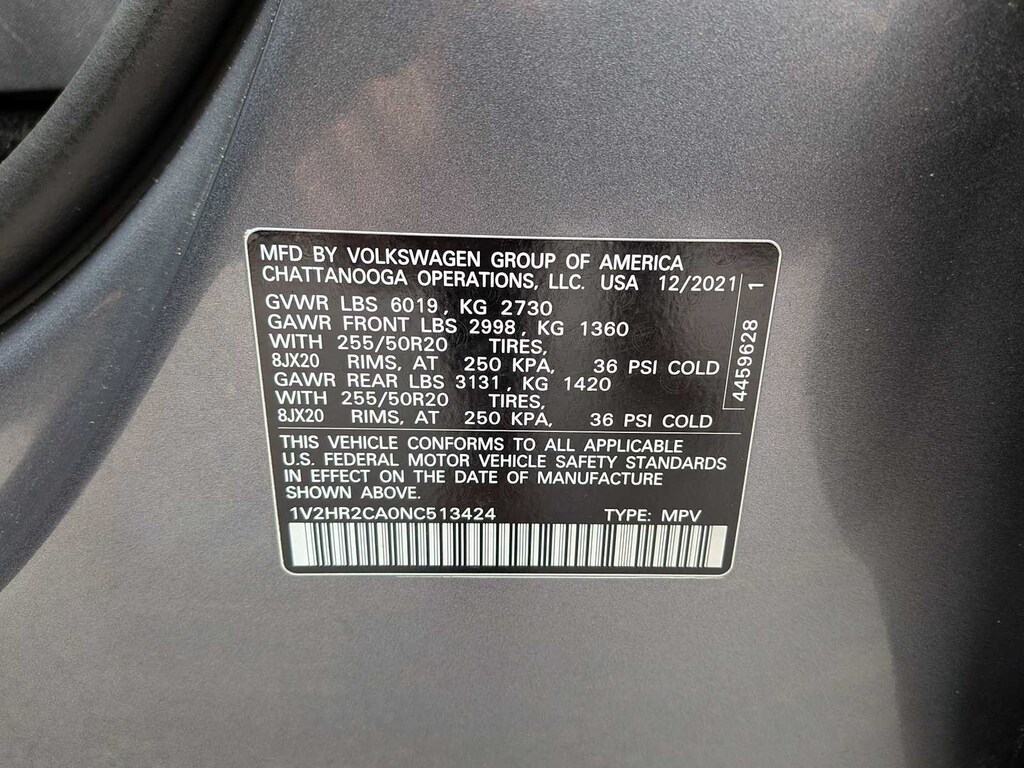 MFD BY VOLKSWAGEN GROUP OF AMERICA
CHATTANOOGA OPERATIONS, LLC. USA 12/2021
GVWR LBS 6019, KG 2730
GAWR FRONT LBS 2998, KG 1360
WITH 255/50R20 TIRES,
8JX20 RIMS, AT 250 KPA, 36 PSI COLD
GAWR REAR LBS 3131, KG 1420
WITH 255/50R20 TIRES,
8JX20 RIMS, AT 250 KPA, 36 PSI COLD
4459628 1
THIS VEHICLE CONFORMS TO ALL APPLICABLE
U.S. FEDERAL MOTOR VEHICLE SAFETY STANDARDS
IN EFFECT ON THE DATE OF MANUFACTURE
SHOWN ABOVE.
1V2HR2CA0NC513424 TYPE: MPV